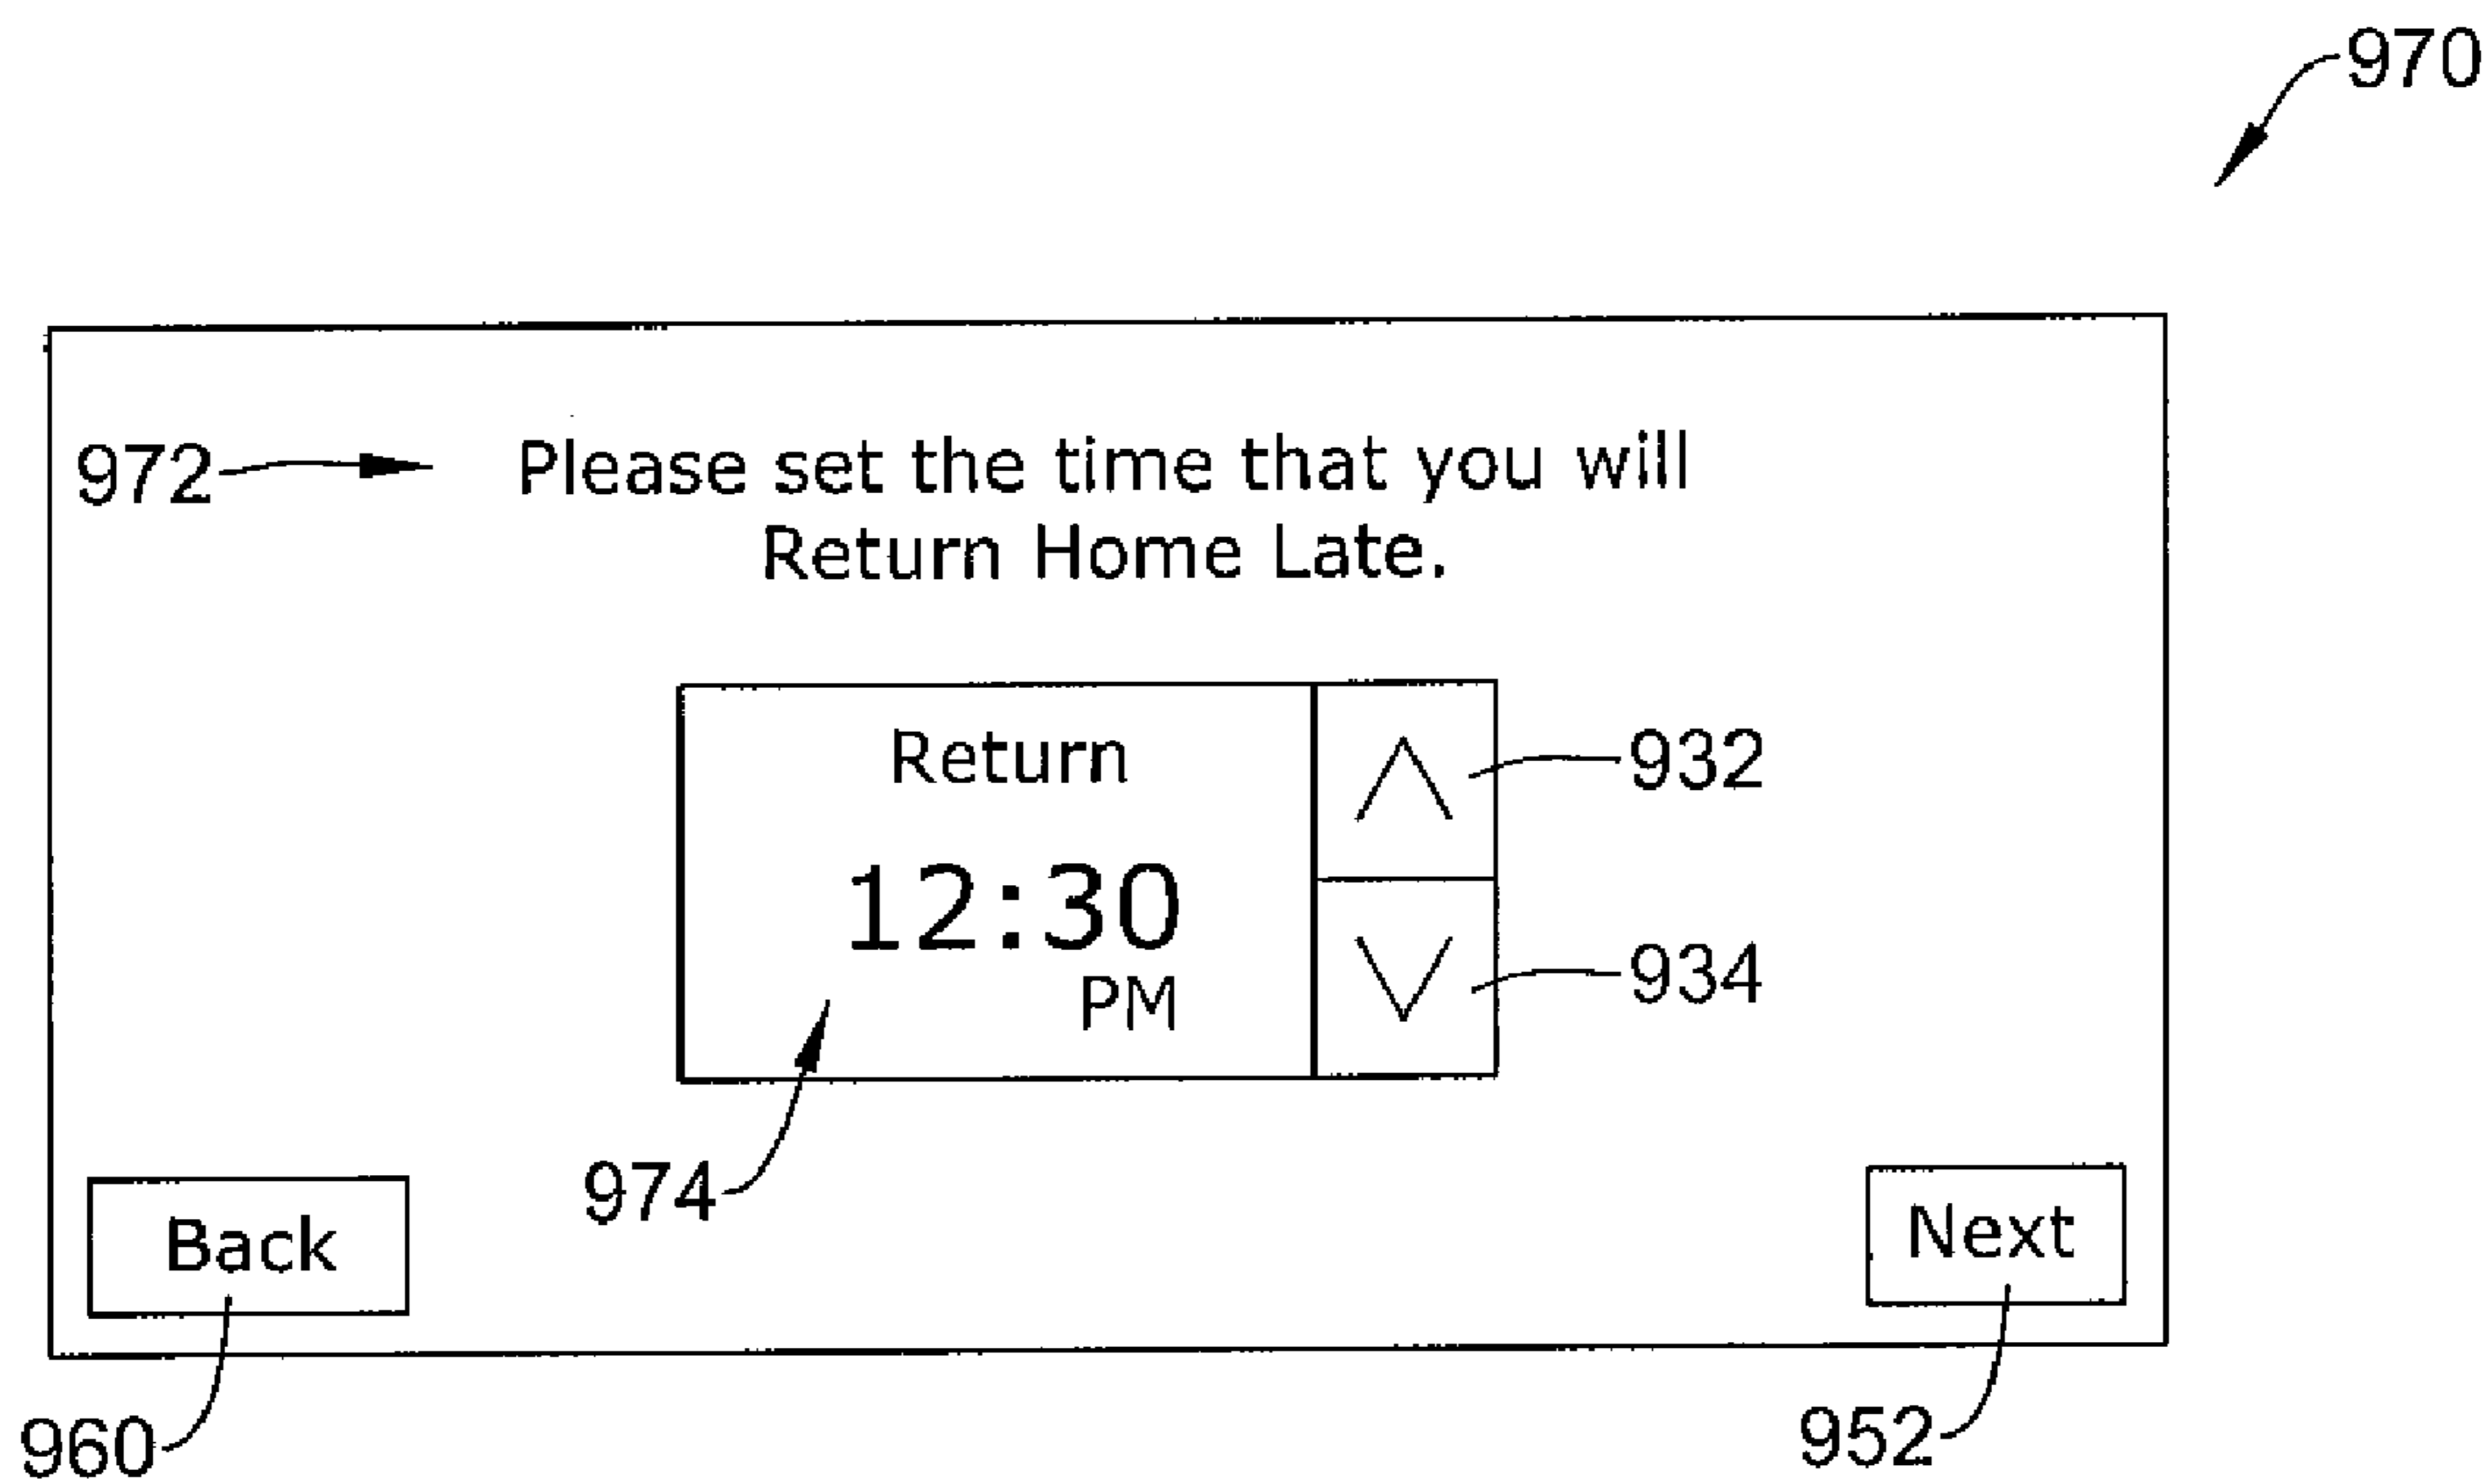 970
972 Please set the time that you will
Return Home Late.
Return
932
12:30
934
PM
974
Back
Next
960
952